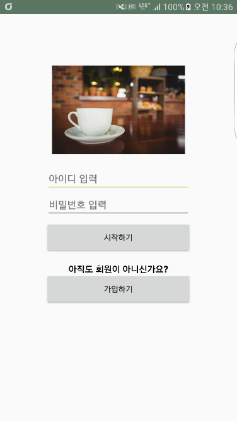 100% 오전 10:36
아이디 입력
비밀번호 입력
시작하기
아직도 회원이 아니신가요?
가입하기